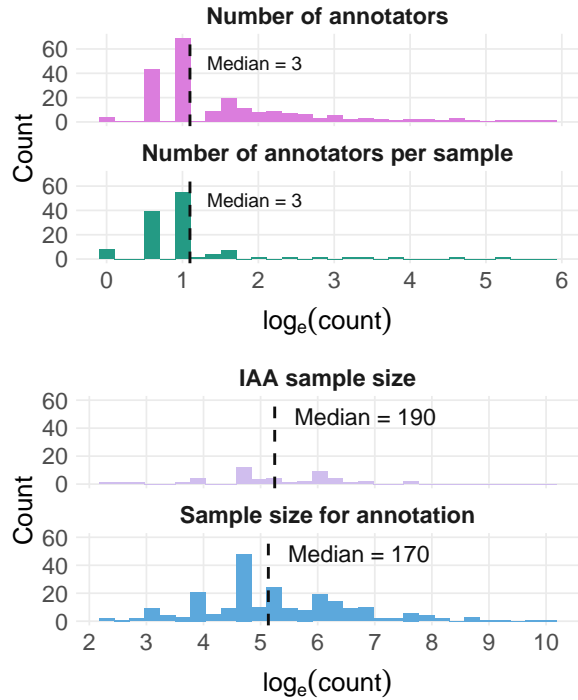 Number of annotators
60
40
20
0
Median = 3
Count
Number of annotators per sample
60
40
20
0
Median = 3
0 1 2 3 4 5 6
logₑ(count)
IAA sample size
60
40
20
0
Median = 190
Count
Sample size for annotation
60
40
20
0
Median = 170
2 3 4 5 6 7 8 9 10
logₑ(count)